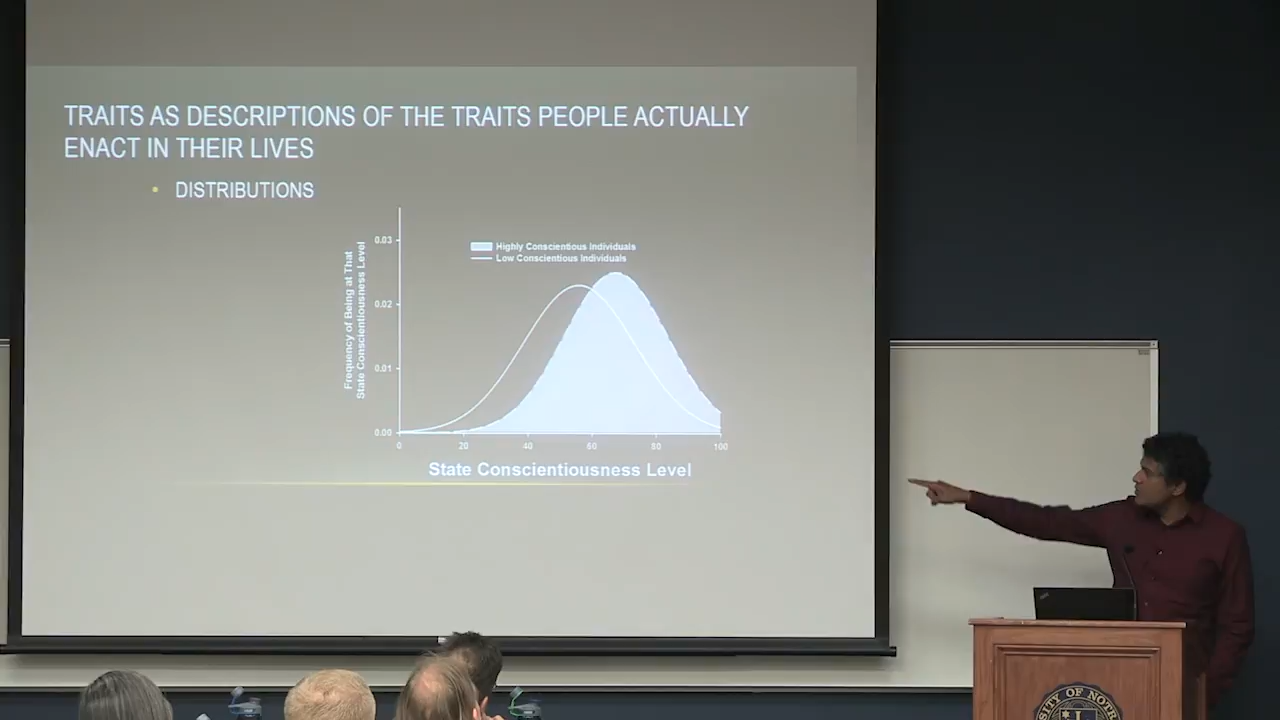 TRAITS AS DESCRIPTIONS OF THE TRAITS PEOPLE ACTUALLY
ENACT IN THEIR LIVES
• DISTRIBUTIONS
Frequency of Being at That
State Conscientiousness Level
0.03
0.02
0.01
0.00
Highly Conscientious Individuals
Low Conscientious Individuals
0 20 40 60 80 100
State Conscientiousness Level
OF